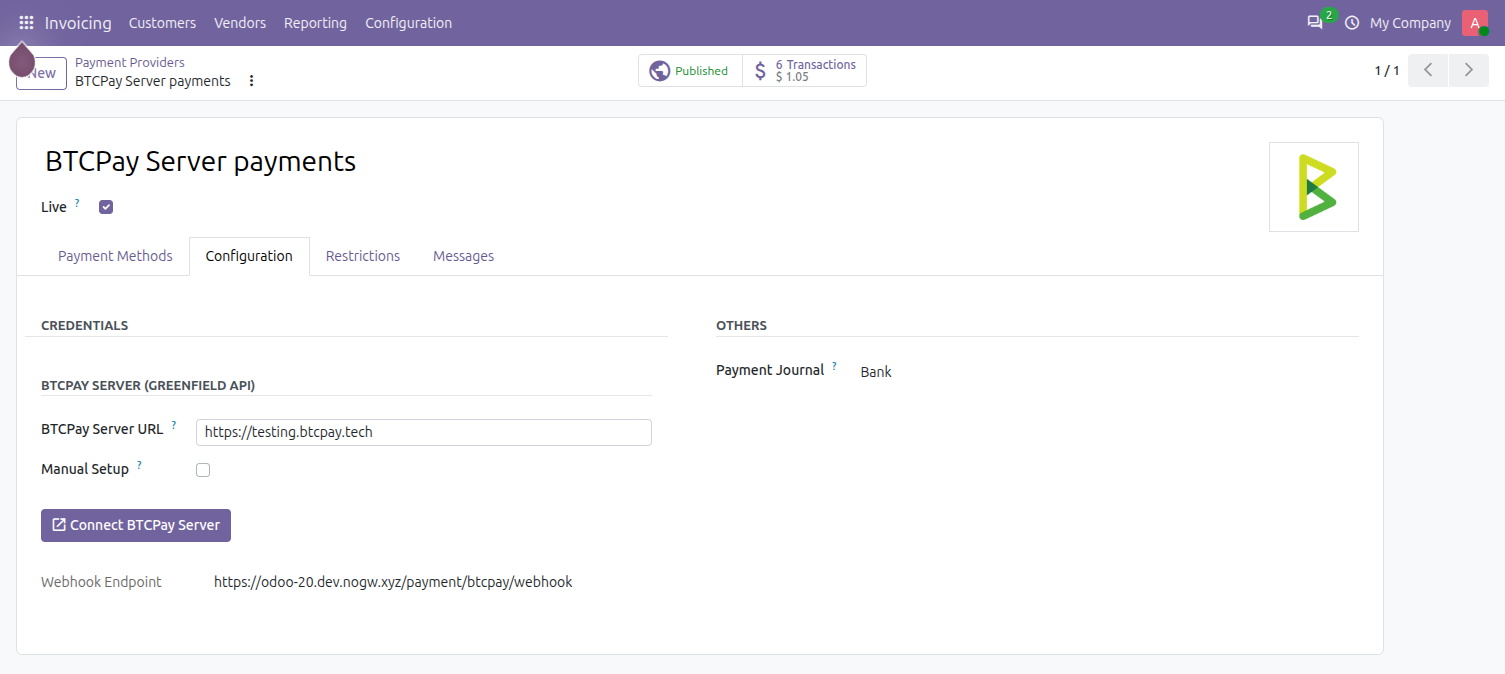 Invoicing Customers Vendors Reporting Configuration 2 My Company A
New Payment Providers
BTCPay Server payments
Published
6 Transactions
$ 1.05
1 / 1
BTCPay Server payments
Live ?
Payment Methods Configuration Restrictions Messages
CREDENTIALS
BTCPAY SERVER (GREENFIELD API)
BTCPay Server URL ? https://testing.btcpay.tech
Manual Setup ?
Connect BTCPay Server
Webhook Endpoint https://odoo-20.dev.nogw.xyz/payment/btcpay/webhook
OTHERS
Payment Journal ? Bank